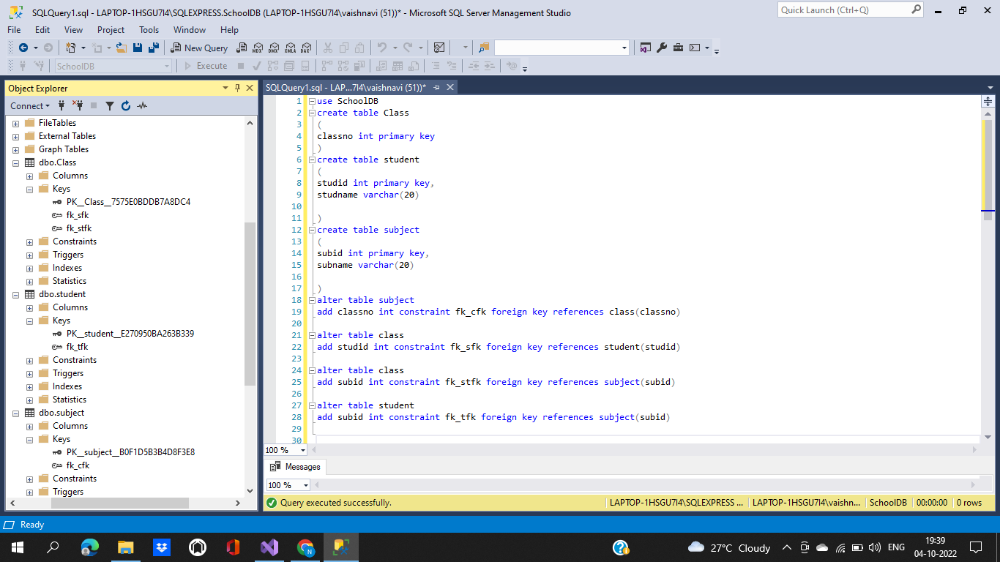 SQLQuery1.sql - LAPTOP-1HSGU7I4\SQLEXPRESS.SchoolDB (LAPTOP-1HSGU7I4\vaishnavi (51))* - Microsoft SQL Server Management Studio
Quick Launch (Ctrl+Q)
File Edit View Project Tools Window Help
New Query MDX DMX XMLA DAX
SchoolDB Execute
Object Explorer
Connect
FileTables
External Tables
Graph Tables
dbo.Class
Columns
Keys
PK__Class__7575E0BDDB7A8DC4
fk_sfk
fk_stfk
Constraints
Triggers
Indexes
Statistics
dbo.student
Columns
Keys
PK__student__E270950BA263B339
fk_tfk
Constraints
Triggers
Indexes
Statistics
dbo.subject
Columns
Keys
PK__subject__B0F1D5B3B4D8F3E8
fk_cfk
Constraints
Triggers
SQLQuery1.sql - LAP...7I4\vaishnavi (51))*
1 use SchoolDB
2 create table Class
3 (
4 classno int primary key
5 )
6 create table student
7 (
8 studid int primary key,
9 studname varchar(20)
10
11 )
12 create table subject
13 (
14 subid int primary key,
15 subname varchar(20)
16
17 )
18 alter table subject
19 add classno int constraint fk_cfk foreign key references class(classno)
20
21 alter table class
22 add studid int constraint fk_sfk foreign key references student(studid)
23
24 alter table class
25 add subid int constraint fk_stfk foreign key references subject(subid)
26
27 alter table student
28 add subid int constraint fk_tfk foreign key references subject(subid)
29
30
100 %
Messages
100 %
Query executed successfully. LAPTOP-1HSGU7I4\SQLEXPRESS ... LAPTOP-1HSGU7I4\vaishn... SchoolDB 00:00:00 0 rows
Ready
N
27°C Cloudy ENG 19:39
04-10-2022